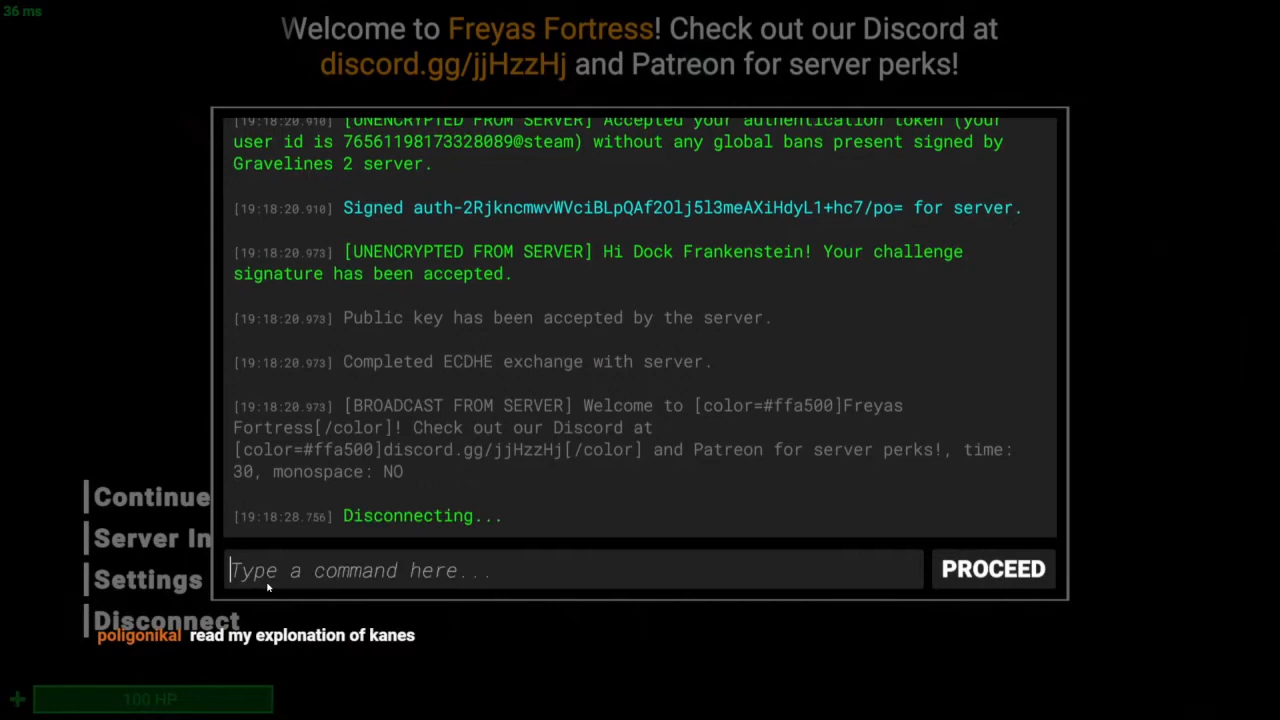 36 ms
Welcome to Freyas Fortress! Check out our Discord at
discord.gg/jjHzzHj and Patreon for server perks!
[19:18:20.910] [UNENCRYPTED FROM SERVER] Accepted your authentication token (your
user id is 76561198173328089@steam) without any global bans present signed by
Gravelines 2 server.
[19:18:20.910] Signed auth-2RjkncmwvWVciBLpQAf2Olj5l3meAXiHdyL1+hc7/po= for server.
[19:18:20.973] [UNENCRYPTED FROM SERVER] Hi Dock Frankenstein! Your challenge
signature has been accepted.
[19:18:20.973] Public key has been accepted by the server.
[19:18:20.973] Completed ECDHE exchange with server.
[19:18:20.973] [BROADCAST FROM SERVER] Welcome to [color=#ffa500]Freyas
Fortress[/color]! Check out our Discord at
[color=#ffa500]discord.gg/jjHzzHj[/color] and Patreon for server perks!, time:
30, monospace: NO
[19:18:28.756] Disconnecting...
Type a command here...
PROCEED
Continue
Server In
Settings
Disconnect
poligonikal read my explonation of kanes
100 HP